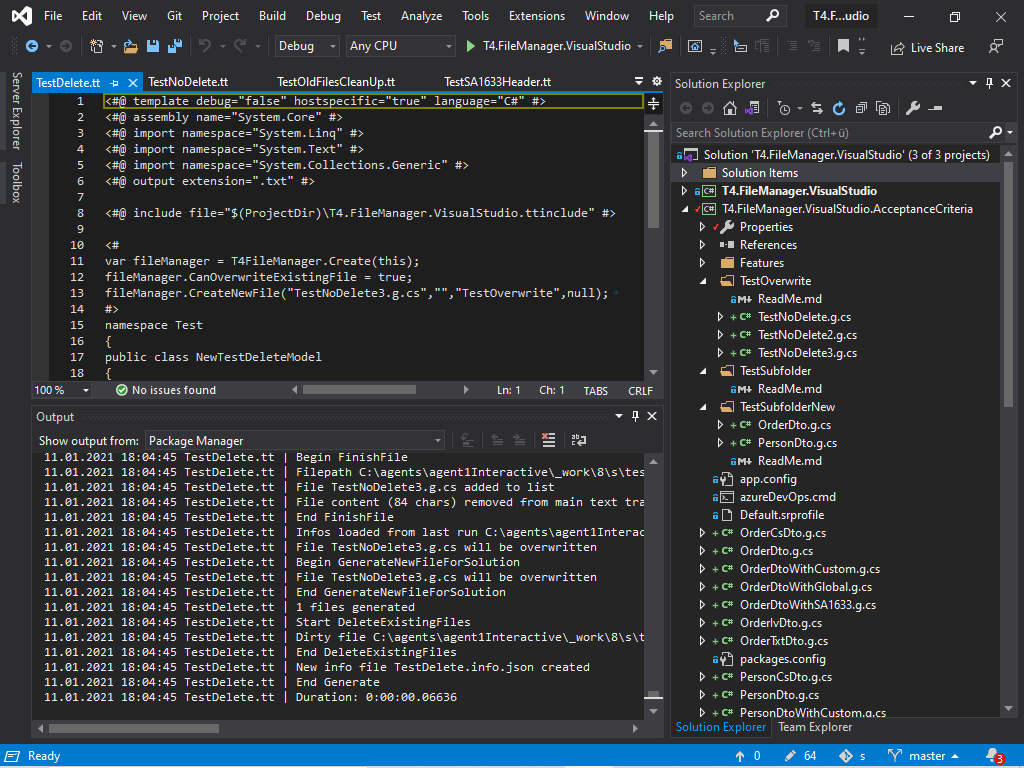 File Edit View Git Project Build Debug Test Analyze Tools Extensions Window Help Search T4.F...udio
Debug Any CPU T4.FileManager.VisualStudio Live Share
Server Explorer
Toolbox
TestDelete.tt TestNoDelete.tt TestOldFilesCleanUp.tt TestSA1633Header.tt
1 <#@ template debug="false" hostspecific="true" language="C#" #>
2 <#@ assembly name="System.Core" #>
3 <#@ import namespace="System.Linq" #>
4 <#@ import namespace="System.Text" #>
5 <#@ import namespace="System.Collections.Generic" #>
6 <#@ output extension=".txt" #>
7
8 <#@ include file="$(ProjectDir)\T4.FileManager.VisualStudio.ttinclude" #>
9
10 <#
11 var fileManager = T4FileManager.Create(this);
12 fileManager.CanOverwriteExistingFile = true;
13 fileManager.CreateNewFile("TestNoDelete3.g.cs","","TestOverwrite",null);
14 #>
15 namespace Test
16 {
17 public class NewTestDeleteModel
18 {
100 % No issues found Ln: 1 Ch: 1 TABS CRLF
Output
Show output from: Package Manager
11.01.2021 18:04:45 TestDelete.tt | Begin FinishFile
11.01.2021 18:04:45 TestDelete.tt | Filepath C:\agents\agent1Interactive\_work\8\s\tes
11.01.2021 18:04:45 TestDelete.tt | File TestNoDelete3.g.cs added to list
11.01.2021 18:04:45 TestDelete.tt | File content (84 chars) removed from main text tra
11.01.2021 18:04:45 TestDelete.tt | End FinishFile
11.01.2021 18:04:45 TestDelete.tt | Infos loaded from last run C:\agents\agent1Interac
11.01.2021 18:04:45 TestDelete.tt | File TestNoDelete3.g.cs will be overwritten
11.01.2021 18:04:45 TestDelete.tt | Begin GenerateNewFileForSolution
11.01.2021 18:04:45 TestDelete.tt | File TestNoDelete3.g.cs will be overwritten
11.01.2021 18:04:45 TestDelete.tt | End GenerateNewFileForSolution
11.01.2021 18:04:45 TestDelete.tt | 1 files generated
11.01.2021 18:04:45 TestDelete.tt | Start DeleteExistingFiles
11.01.2021 18:04:45 TestDelete.tt | Dirty file C:\agents\agent1Interactive\_work\8\s\t
11.01.2021 18:04:45 TestDelete.tt | End DeleteExistingFiles
11.01.2021 18:04:45 TestDelete.tt | New info file TestDelete.info.json created
11.01.2021 18:04:45 TestDelete.tt | End Generate
11.01.2021 18:04:45 TestDelete.tt | Duration: 0:00:00.06636
Solution Explorer
Search Solution Explorer (Ctrl+ü)
Solution 'T4.FileManager.VisualStudio' (3 of 3 projects)
Solution Items
C# T4.FileManager.VisualStudio
C# T4.FileManager.VisualStudio.AcceptanceCriteria
Properties
References
Features
TestOverwrite
M ReadMe.md
+ C# TestNoDelete.g.cs
+ C# TestNoDelete2.g.cs
+ C# TestNoDelete3.g.cs
TestSubfolder
M ReadMe.md
TestSubfolderNew
+ C# OrderDto.g.cs
+ C# PersonDto.g.cs
M ReadMe.md
app.config
azureDevOps.cmd
Default.srprofile
+ C# OrderCsDto.g.cs
+ C# OrderDto.g.cs
+ C# OrderDtoWithCustom.g.cs
+ C# OrderDtoWithGlobal.g.cs
+ C# OrderDtoWithSA1633.g.cs
+ C# OrderIvDto.g.cs
+ C# OrderTxtDto.g.cs
packages.config
+ C# PersonCsDto.g.cs
+ C# PersonDto.g.cs
+ C# PersonDtoWithCustom.g.cs
Solution Explorer Team Explorer
Ready 0 64 s master 3